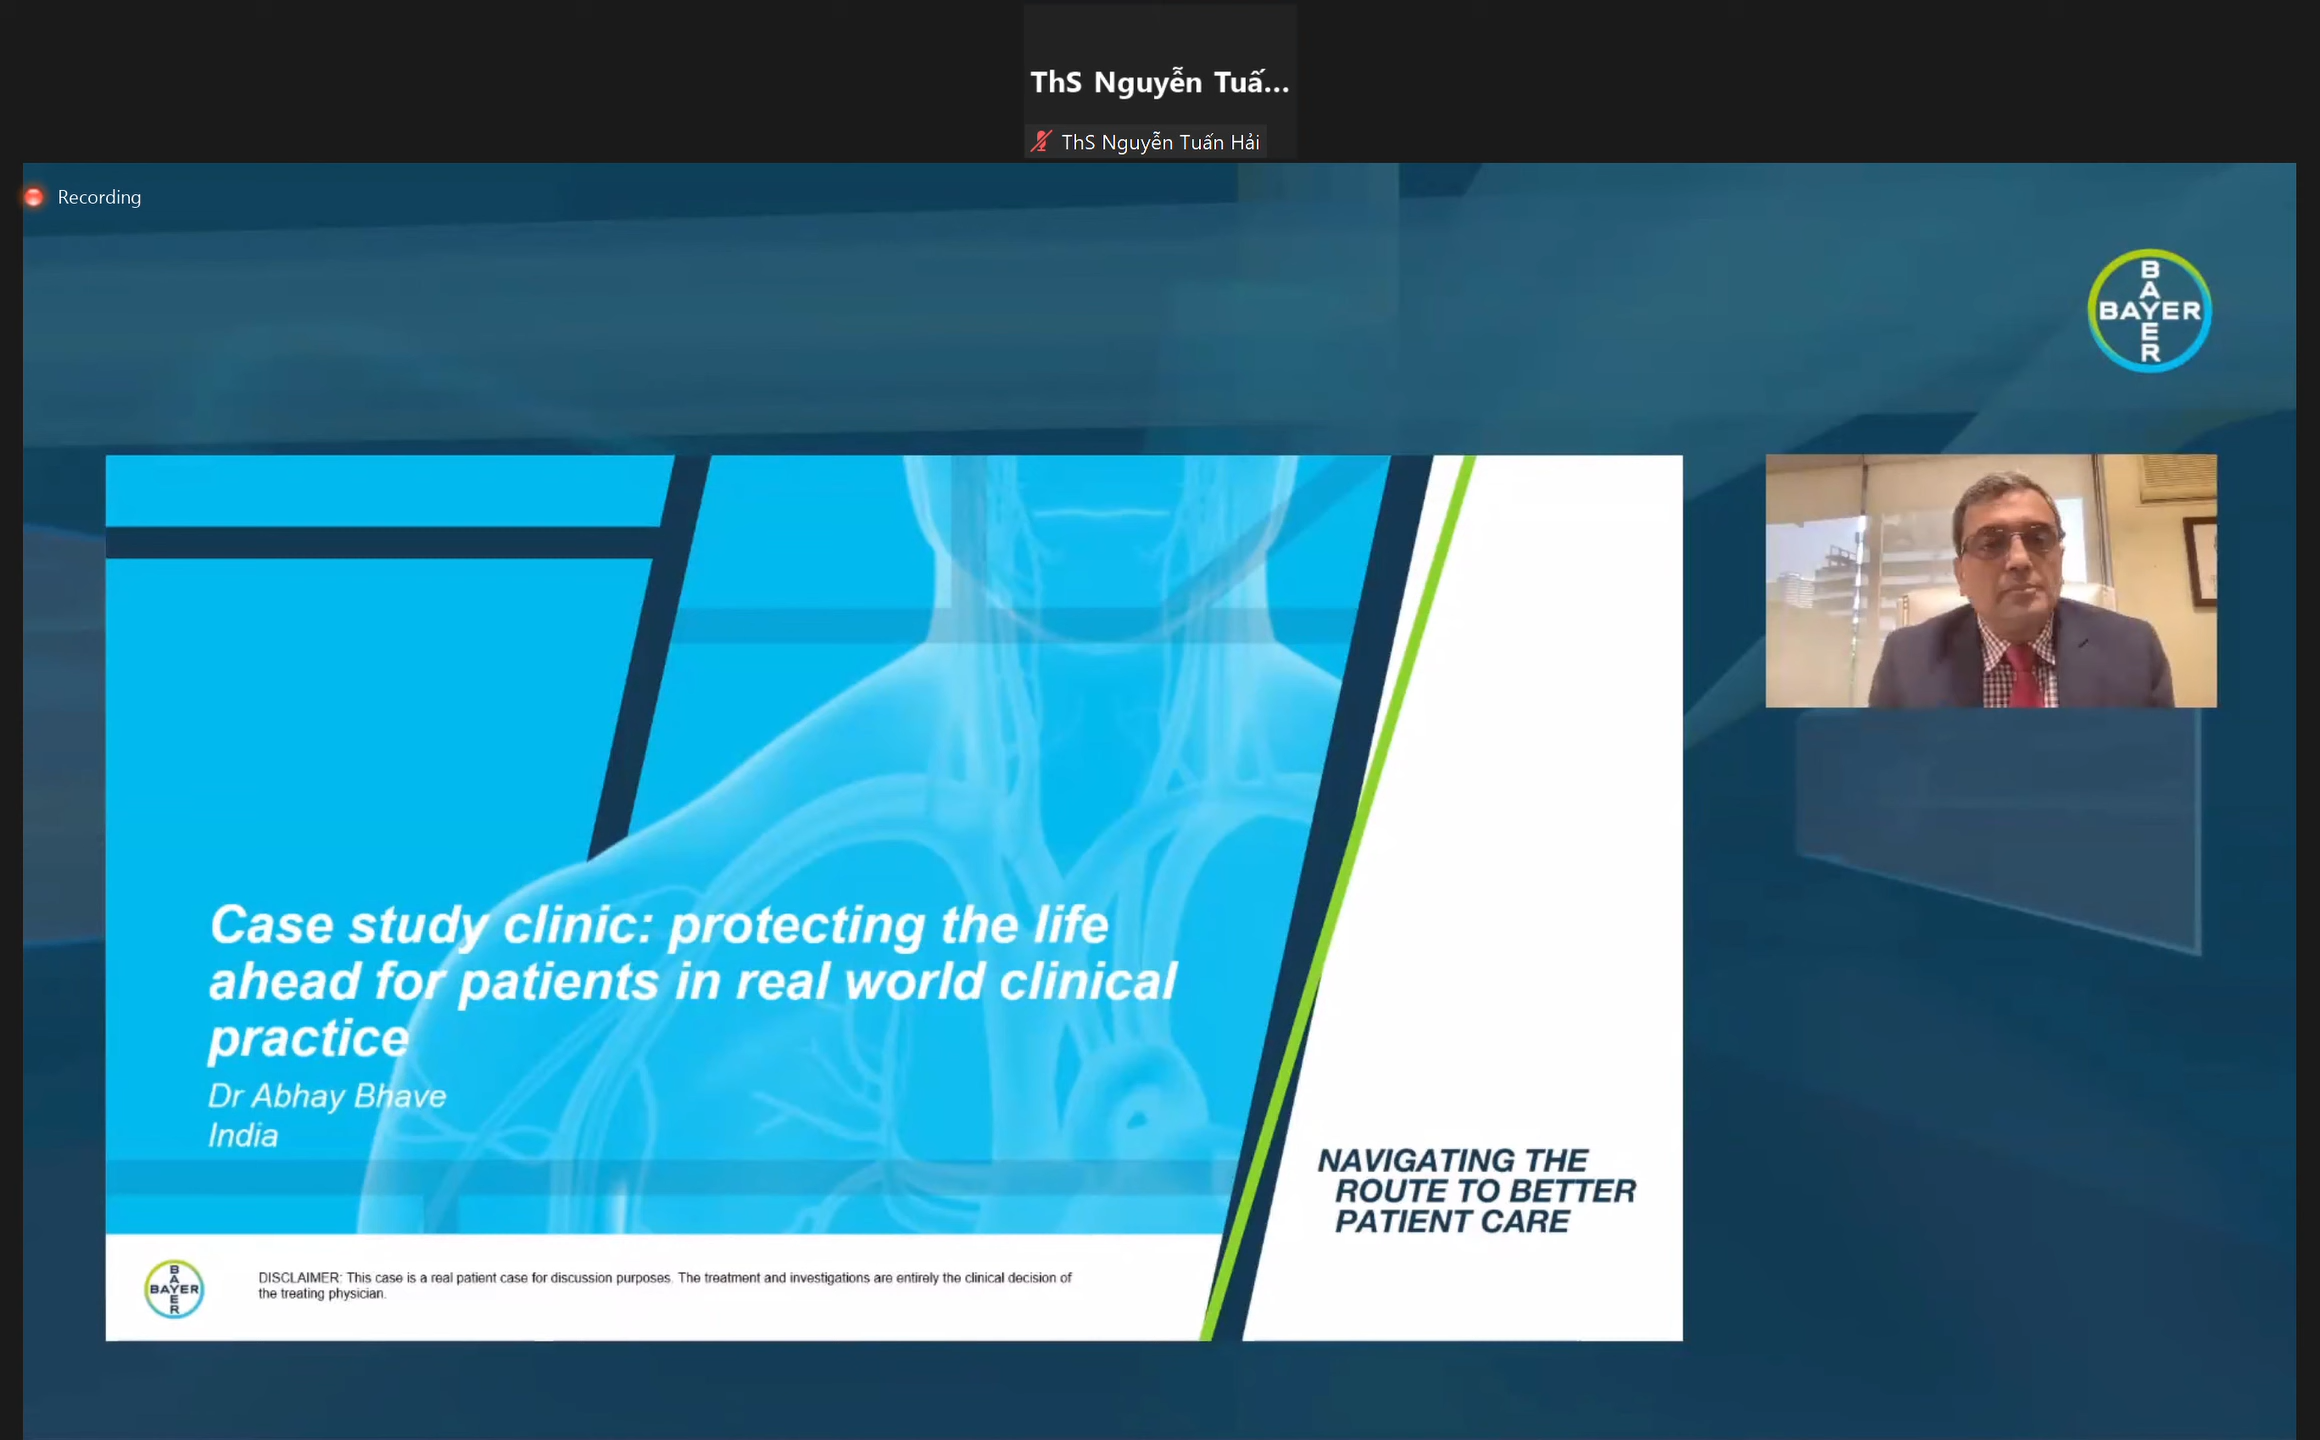 ThS Nguyễn Tuấ...
ThS Nguyễn Tuấn Hải
Recording
BAYER
BAYER
Case study clinic: protecting the life
ahead for patients in real world clinical
practice
Dr Abhay Bhave
India
NAVIGATING THE
ROUTE TO BETTER
PATIENT CARE
BAYER
BAYER
DISCLAIMER: This case is a real patient case for discussion purposes. The treatment and investigations are entirely the clinical decision of
the treating physician.